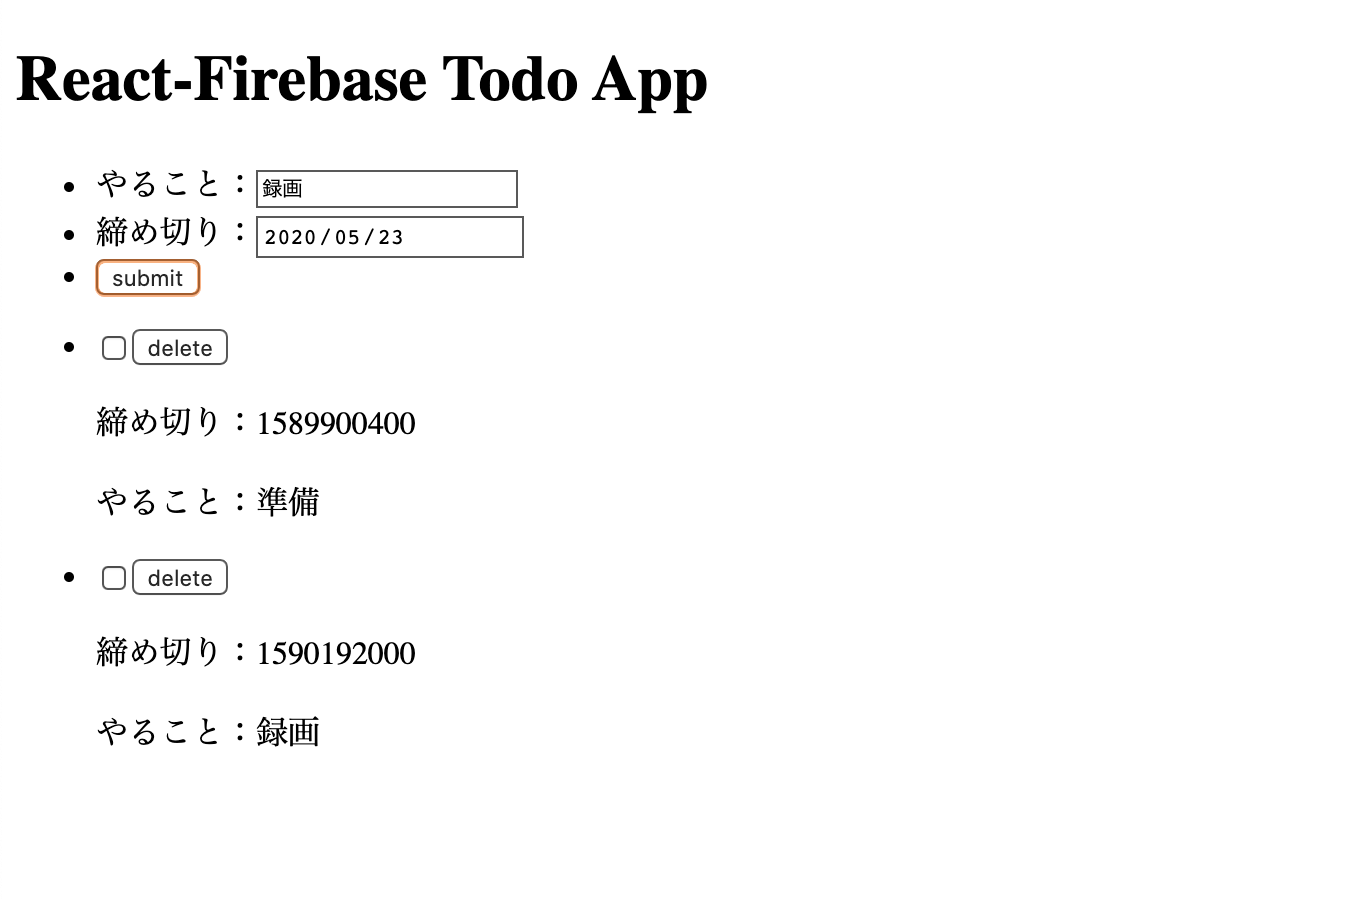 React-Firebase Todo App
やること：録画
締め切り：2020/05/23
submit
delete
締め切り：1589900400
やること：準備
delete
締め切り：1590192000
やること：録画